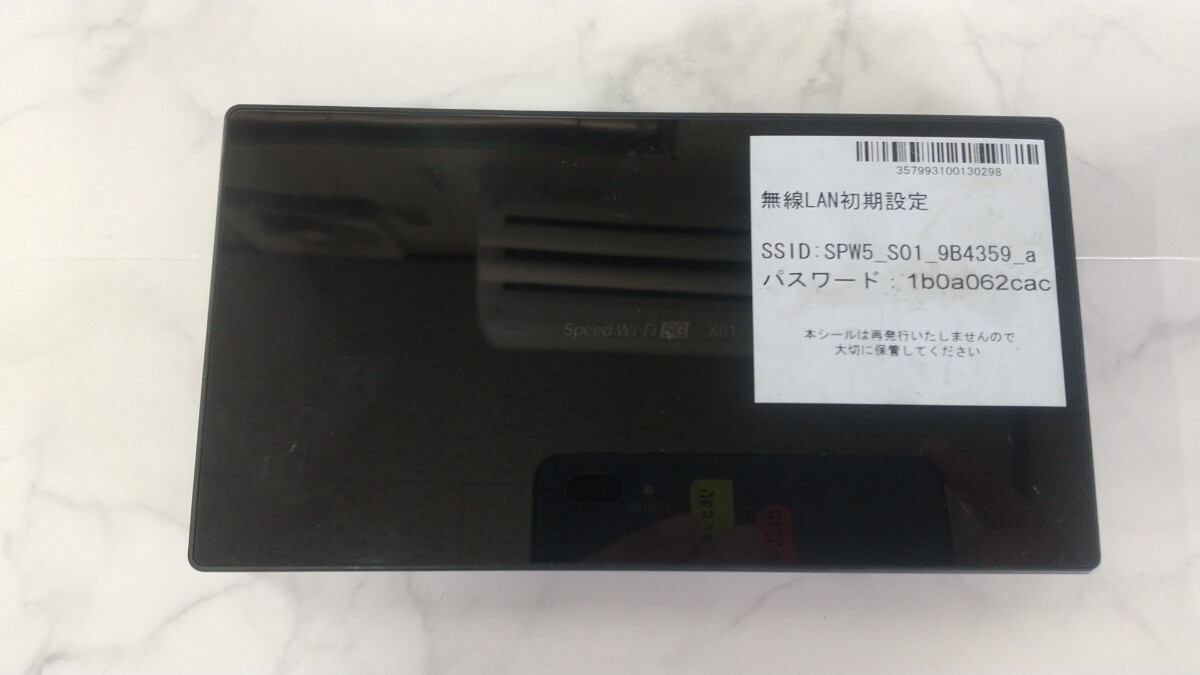 357993100130298
無線LAN初期設定
SSID:SPW5_S01_9B4359_a
パスワード：1b0a062cac
本シールは再発行いたしませんので
大切に保管してください
Speed Wi-Fi 5G X01